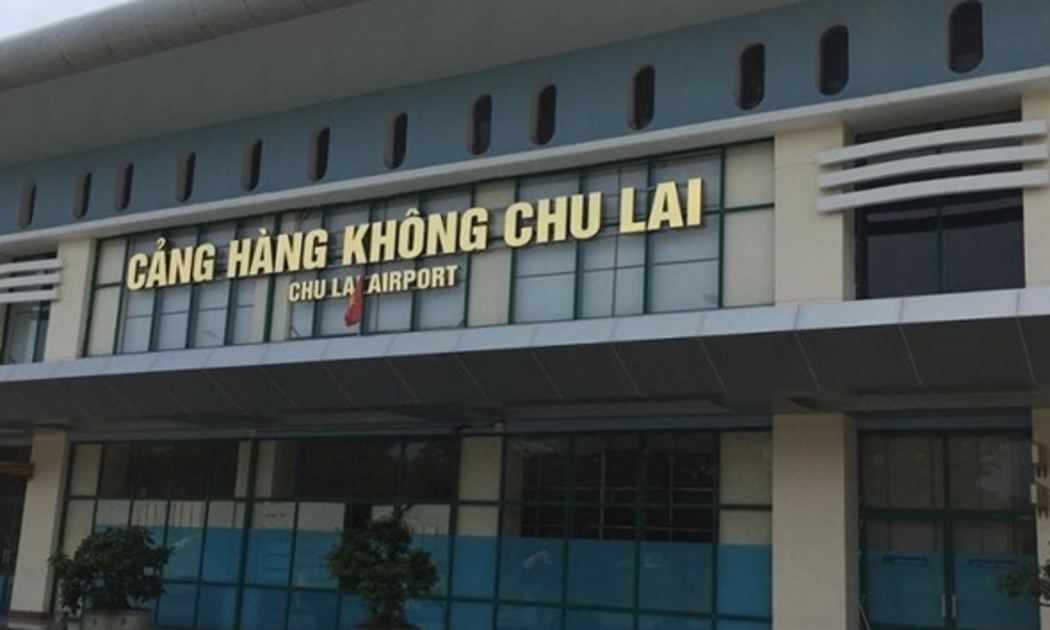 CẢNG HÀNG KHÔNG CHU LAI
CHU LAI AIRPORT